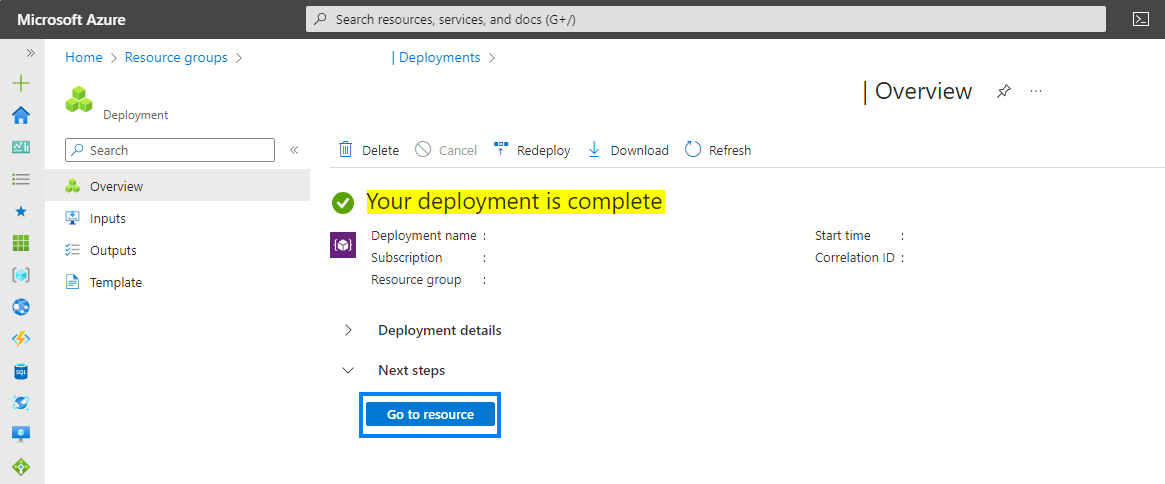 Microsoft Azure
Search resources, services, and docs (G+/)
Home > Resource groups > | Deployments >
| Overview
Deployment
Search
Overview
Inputs
Outputs
Template
Delete Cancel Redeploy Download Refresh
Your deployment is complete
Deployment name :
Subscription :
Resource group :
Start time :
Correlation ID :
Deployment details
Next steps
Go to resource